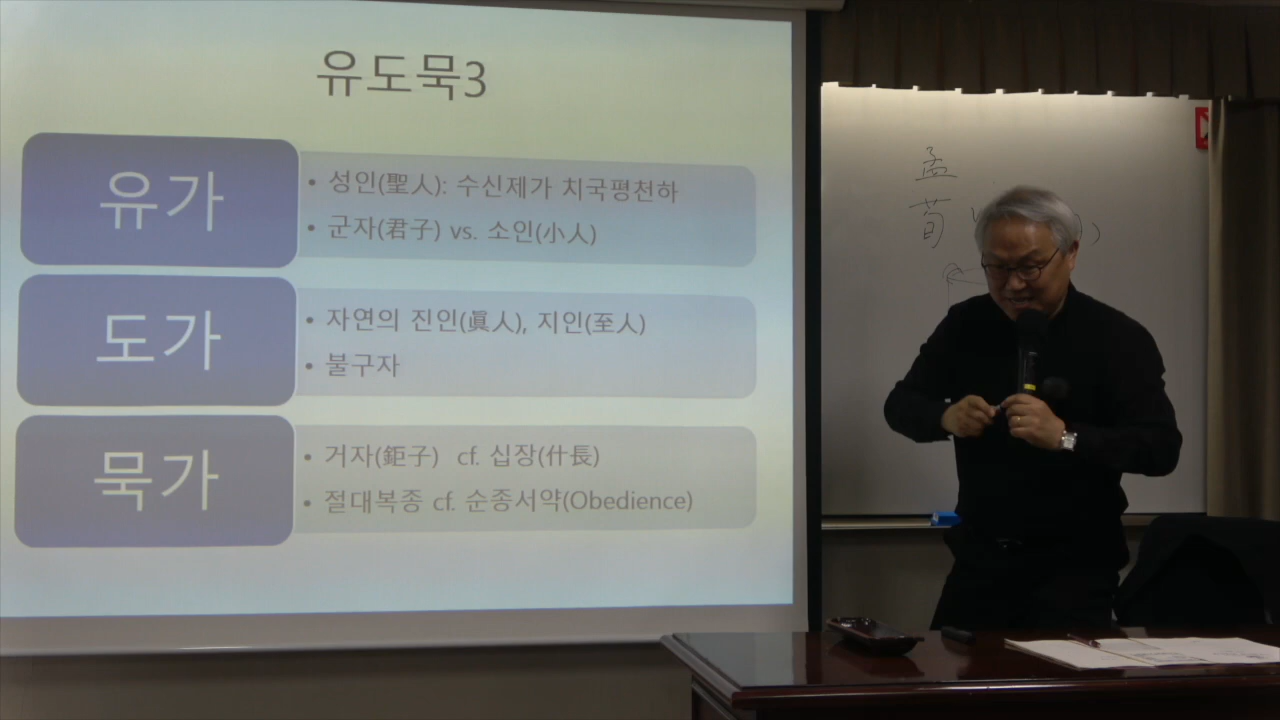 유도묵3
유가
• 성인(聖人): 수신제가 치국평천하
• 군자(君子) vs. 소인(小人)
도가
• 자연의 진인(眞人), 지인(至人)
• 불구자
묵가
• 거자(鉅子) cf. 십장(什長)
• 절대복종 cf. 순종서약(Obedience)
孟
荀